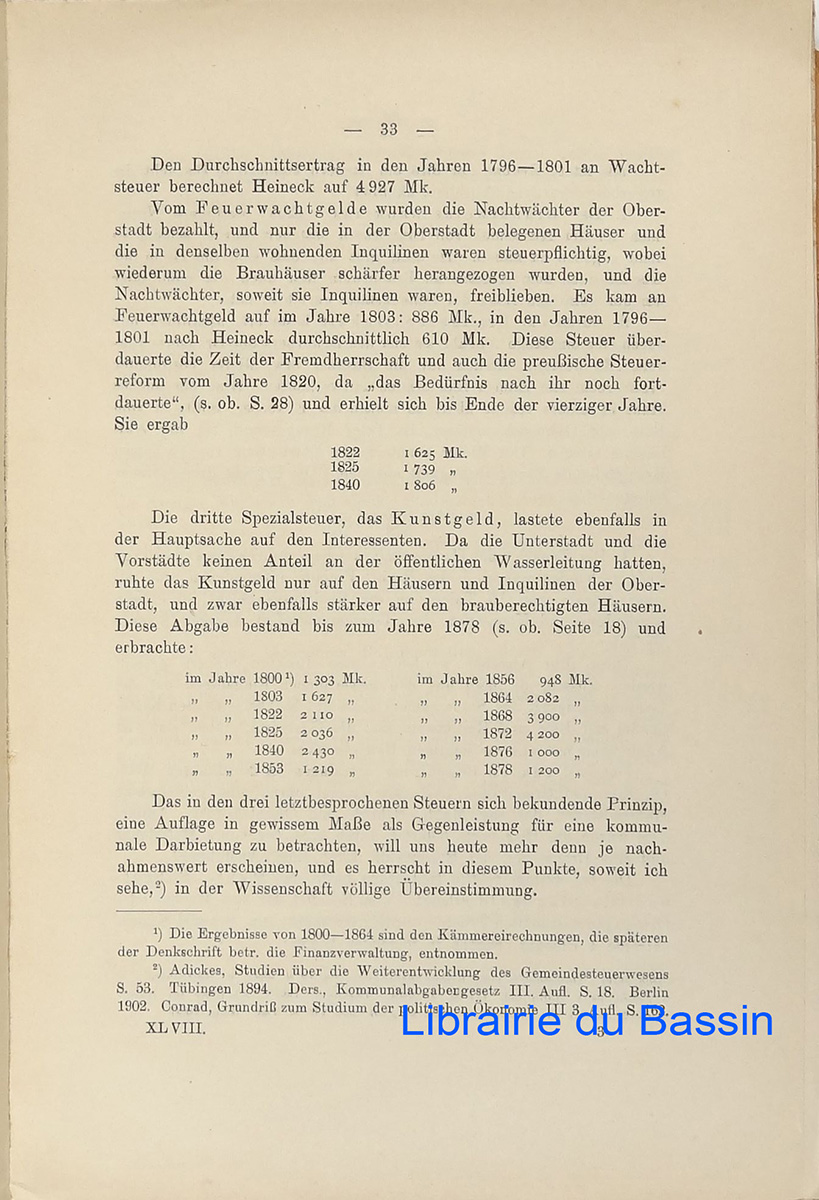 — 33 —
Den Durchschnittsertrag in den Jahren 1796—1801 an Wacht-
steuer berechnet Heineck auf 4 927 Mk.
Vom Feuerwachtgelde wurden die Nachtwächter der Ober-
stadt bezahlt, und nur die in der Oberstadt belegenen Häuser und
die in denselben wohnenden Inquilinen waren steuerpflichtig, wobei
wiederum die Brauhäuser schärfer herangezogen wurden, und die
Nachtwächter, soweit sie Inquilinen waren, freiblieben. Es kam an
Feuerwachtgeld auf im Jahre 1803: 886 Mk., in den Jahren 1796—
1801 nach Heineck durchschnittlich 610 Mk. Diese Steuer über-
dauerte die Zeit der Fremdherrschaft und auch die preußische Steuer-
reform vom Jahre 1820, da „das Bedürfnis nach ihr noch fort-
dauerte“, (s. ob. S. 28) und erhielt sich bis Ende der vierziger Jahre.
Sie ergab
1822 1 625 Mk.
1825 1 739 „
1840 1 806 „
Die dritte Spezialsteuer, das Kunstgeld, lastete ebenfalls in
der Hauptsache auf den Interessenten. Da die Unterstadt und die
Vorstädte keinen Anteil an der öffentlichen Wasserleitung hatten,
ruhte das Kunstgeld nur auf den Häusern und Inquilinen der Ober-
stadt, und zwar ebenfalls stärker auf den brauberechtigten Häusern.
Diese Abgabe bestand bis zum Jahre 1878 (s. ob. Seite 18) und
erbrachte:
im Jahre 1800¹) 1 303 Mk. im Jahre 1856 948 Mk.
„ „ 1803 1 627 „ „ „ 1864 2 082 „
„ „ 1822 2 110 „ „ „ 1868 3 900 „
„ „ 1825 2 036 „ „ „ 1872 4 200 „
„ „ 1840 2 430 „ „ „ 1876 1 000 „
„ „ 1853 1 219 „ „ „ 1878 1 200 „
Das in den drei letztbesprochenen Steuern sich bekundende Prinzip,
eine Auflage in gewissem Maße als Gegenleistung für eine kommu-
nale Darbietung zu betrachten, will uns heute mehr denn je nach-
ahmenswert erscheinen, und es herrscht in diesem Punkte, soweit ich
sehe,²) in der Wissenschaft völlige Übereinstimmung.
¹) Die Ergebnisse von 1800—1864 sind den Kämmereirechnungen, die späteren
der Denkschrift betr. die Finanzverwaltung, entnommen.
²) Adickes, Studien über die Weiterentwicklung des Gemeindesteuerwesens
S. 53. Tübingen 1894. Ders., Kommunalabgabengesetz III. Aufl. S. 18. Berlin
1902. Conrad, Grundriß zum Studium der politischen Ökonomie III 3. Aufl. S.
XLVIII. 3
Librairie du Bassin